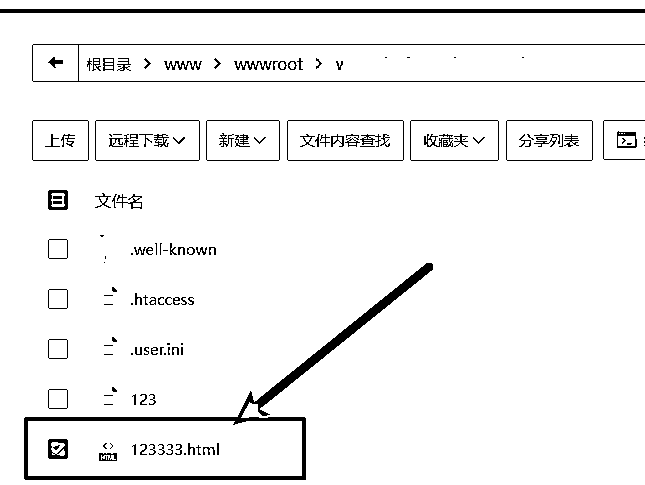 根目录 > www > wwwroot >
上传 远程下载 新建 文件内容查找 收藏夹 分享列表
文件名
.well-known
.htaccess
.user.ini
123
HTML 123333.html